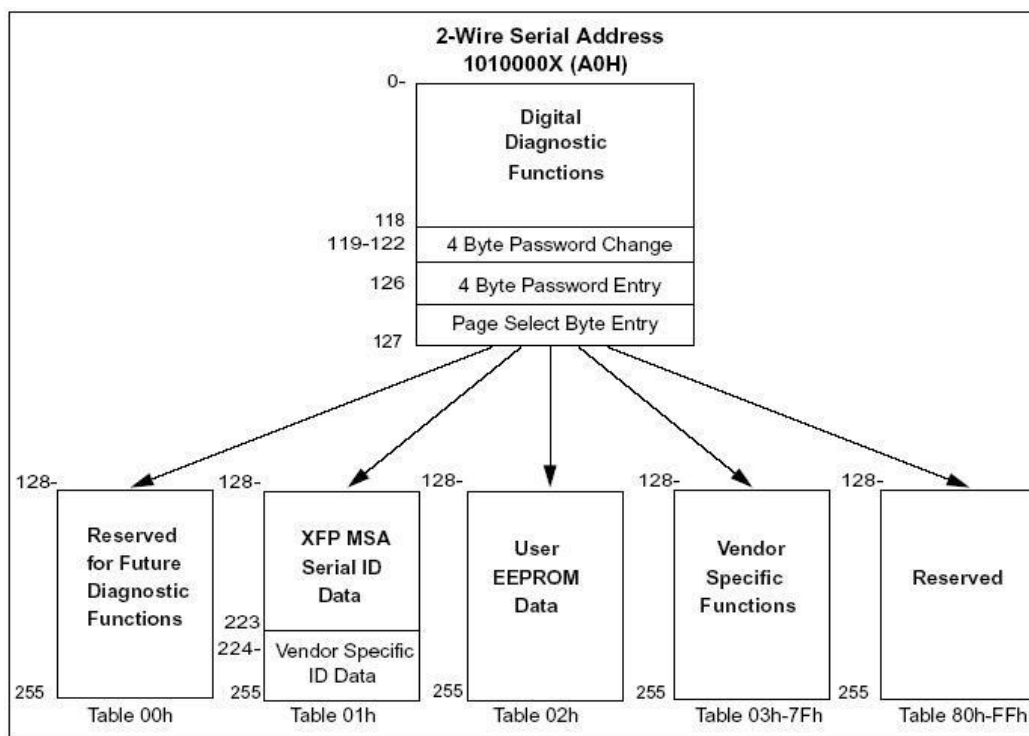 2-Wire Serial Address
1010000X (A0H)
0-
Digital
Diagnostic
Functions
118
119-122
4 Byte Password Change
126
4 Byte Password Entry
Page Select Byte Entry
127
128-
128-
128-
128-
128-
Reserved
for Future
Diagnostic
Functions
XFP MSA
Serial ID
Data
User
EEPROM
Data
Vendor
Specific
Functions
Reserved
223
224-
Vendor Specific
ID Data
255
255
255
255
255
Table 00h
Table 01h
Table 02h
Table 03h-7Fh
Table 80h-FFh